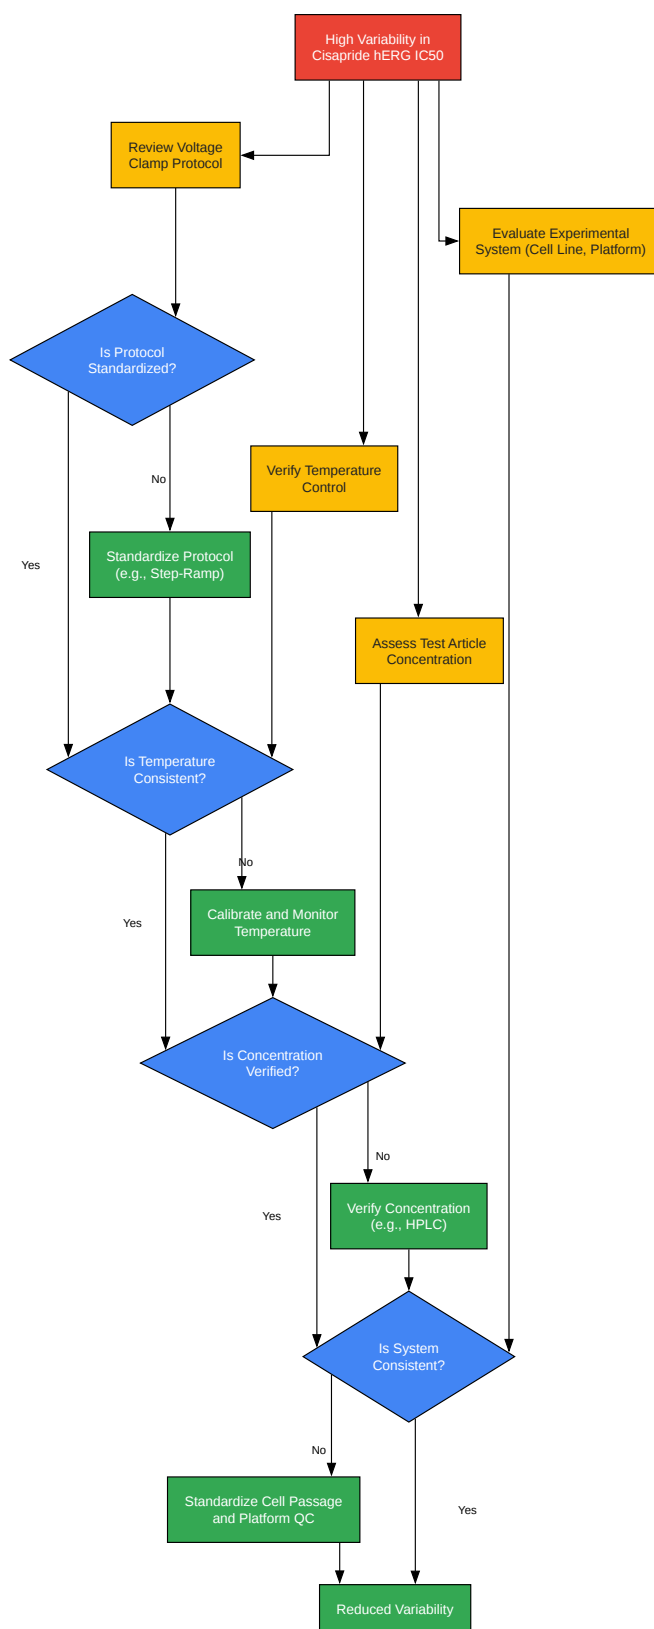 High Variability in
Cisapride hERG IC50
Review Voltage
Clamp Protocol
Evaluate Experimental
System (Cell Line, Platform)
Is Protocol
Standardized?
Verify Temperature
Control
No
Standardize Protocol
(e.g., Step-Ramp)
Yes
Assess Test Article
Concentration
Is Temperature
Consistent?
No
Calibrate and Monitor
Temperature
Yes
Is Concentration
Verified?
No
Verify Concentration
(e.g., HPLC)
Yes
Is System
Consistent?
No
Standardize Cell Passage
and Platform QC
Yes
Reduced Variability